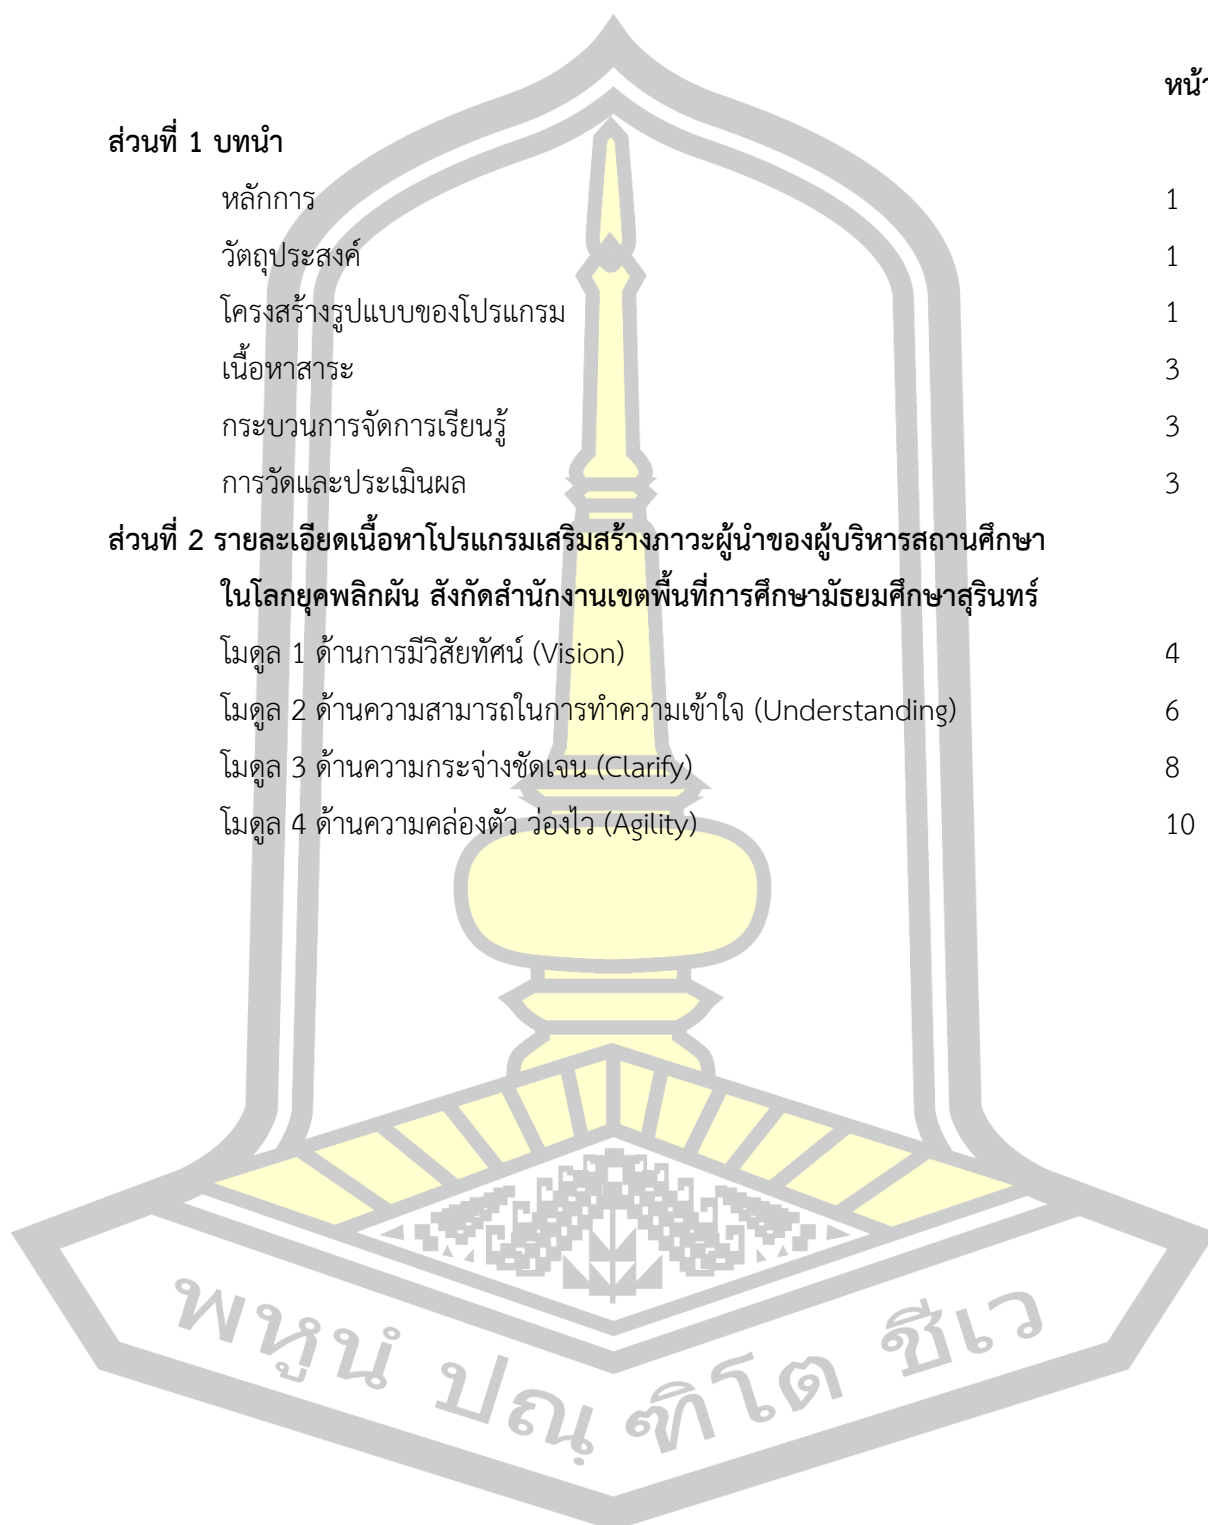 หน้า
ส่วนที่ 1 บทนำ
หลักการ 1
วัตถุประสงค์ 1
โครงสร้างรูปแบบของโปรแกรม 1
เนื้อหาสาระ 3
กระบวนการจัดการเรียนรู้ 3
การวัดและประเมินผล 3
ส่วนที่ 2 รายละเอียดเนื้อหาโปรแกรมเสริมสร้างภาวะผู้นำของผู้บริหารสถานศึกษา
ในโลกยุคพลิกผัน สังกัดสำนักงานเขตพื้นที่การศึกษามัธยมศึกษาสุรินทร์
โมดูล 1 ด้านการมีวิสัยทัศน์ (Vision) 4
โมดูล 2 ด้านความสามารถในการทำความเข้าใจ (Understanding) 6
โมดูล 3 ด้านความกระจ่างชัดเจน (Clarify) 8
โมดูล 4 ด้านความคล่องตัว ว่องไว (Agility) 10
พหูนํ ปณฺฑิโต ชีเว